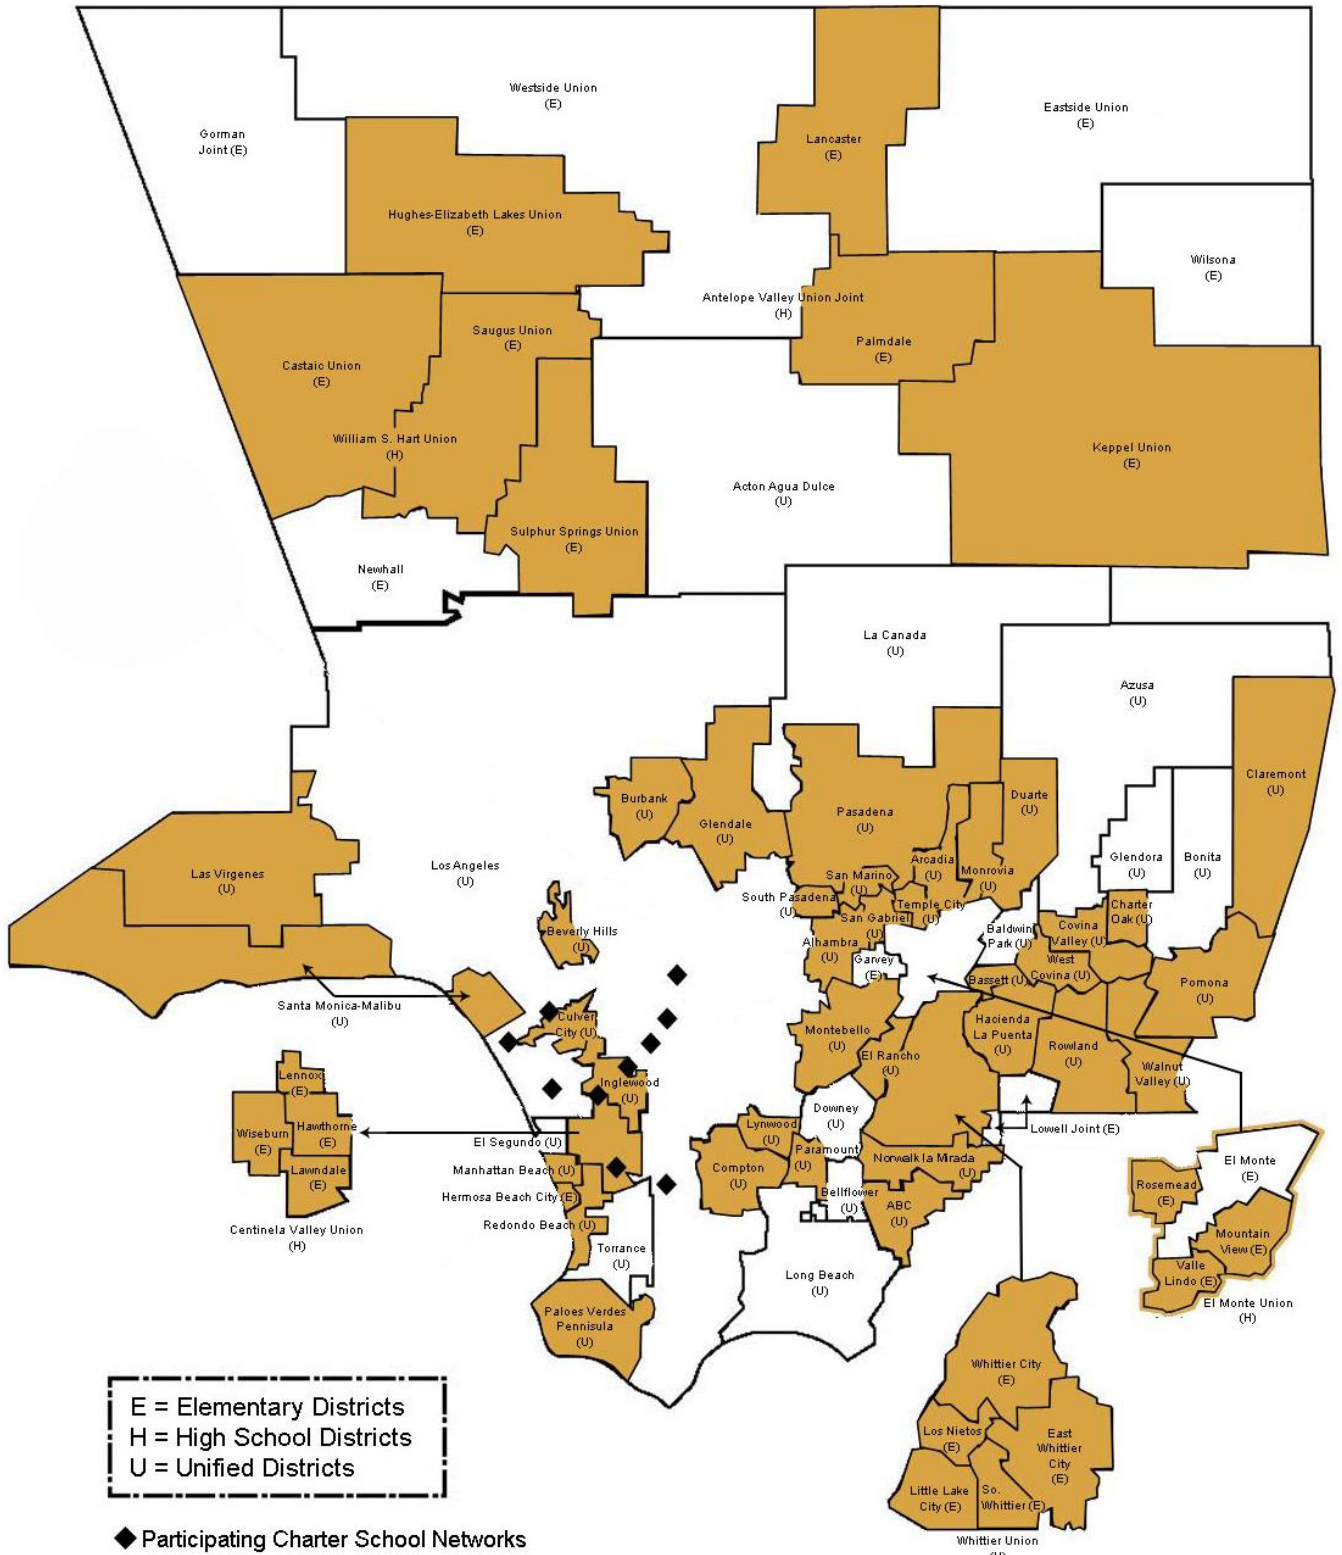 Westside Union
(E)
Eastside Union
(E)
Gorman
Joint (E)
Lancaster
(E)
Hughes-Elizabeth Lakes Union
(E)
Wilsona
(E)
Antelope Valley Union Joint
(H)
Saugus Union
(E)
Palmdale
(E)
Castaic Union
(E)
William S. Hart Union
(H)
Keppel Union
(E)
Acton Agua Dulce
(U)
Sulphur Springs Union
(E)
Newhall
(E)
La Canada
(U)
Azusa
(U)
Claremont
(U)
Burbank
(U)
Glendale
(U)
Pasadena
(U)
Duarte
(U)
Los Angeles
(U)
Las Virgenes
(U)
Arcadia
(U)
Monrovia
(U)
San Marino
(U)
Glendora
(U)
Bonita
(U)
South Pasadena
(U)
Temple City
(U)
San Gabriel
(U)
Charter
Oak (U)
Beverly Hills
(U)
Alhambra
(U)
Garvey
(E)
Baldwin
Park (U)
Covina
Valley (U)
West
Covina (U)
Bassett (U)
Pomona
(U)
Santa Monica-Malibu
(U)
Culver
City (U)
Montebello
(U)
Hacienda
La Puenta
(U)
El Rancho
(U)
Rowland
(U)
Walnut
Valley (U)
Lennox
(E)
Inglewood
(U)
Downey
(U)
Wiseburn
(E)
Hawthorne
(E)
El Segundo (U)
Lynwood
(U)
Lowell Joint (E)
Lawndale
(E)
Manhattan Beach (U)
Compton
(U)
Paramount
(U)
Norwalk la Mirada
(U)
El Monte
(E)
Rosemead
(E)
Hermosa Beach City (E)
Bellflower
(U)
ABC
(U)
Centinela Valley Union
(H)
Redondo Beach (U)
Torrance
(U)
Mountain
View (E)
Valle
Lindo (E)
Long Beach
(U)
El Monte Union
(H)
Paloes Verdes
Pennisula
(U)
Whittier City
(E)
Los Nietos
(E)
East
Whittier
City
(E)
Little Lake
City (E)
So.
Whittier (E)
Whittier Union
E = Elementary Districts
H = High School Districts
U = Unified Districts
Participating Charter School Networks